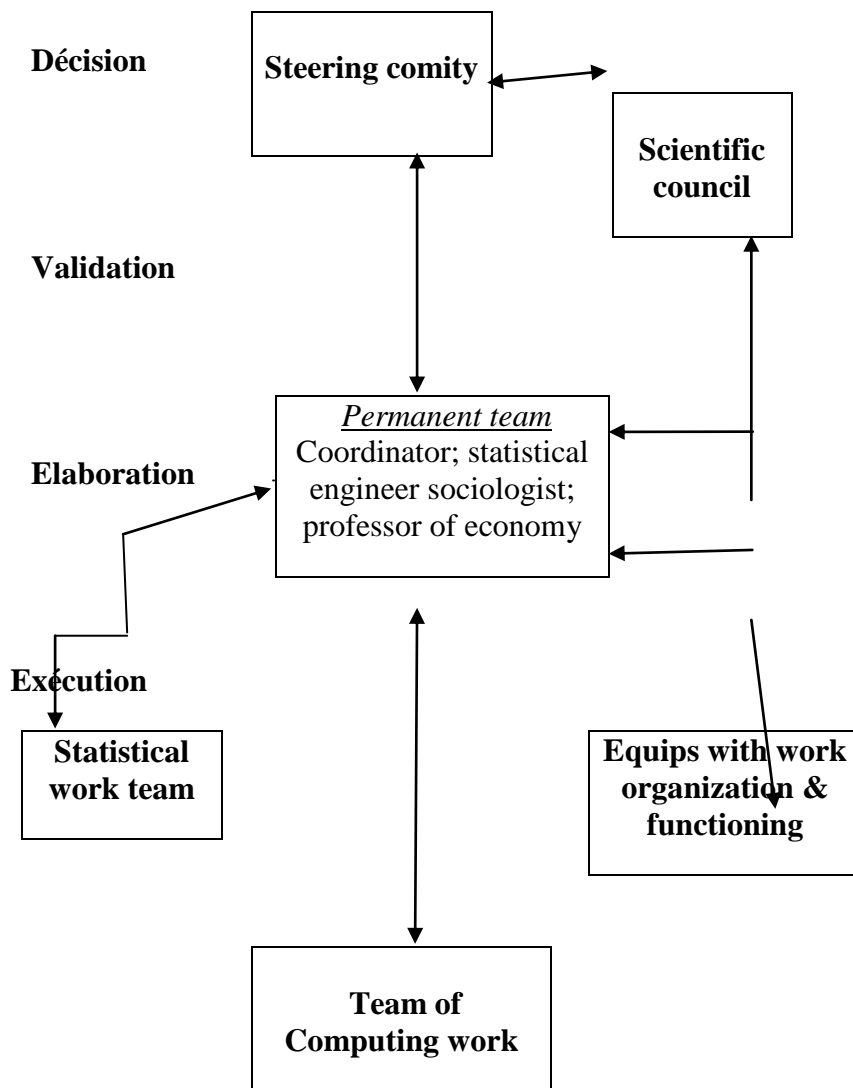 Décision
Steering comity
Scientific
council
Validation
Permanent team
Coordinator; statistical
engineer sociologist;
professor of economy
Elaboration
Exécution
Statistical
work team
Equips with work
organization &
functioning
Team of
Computing work